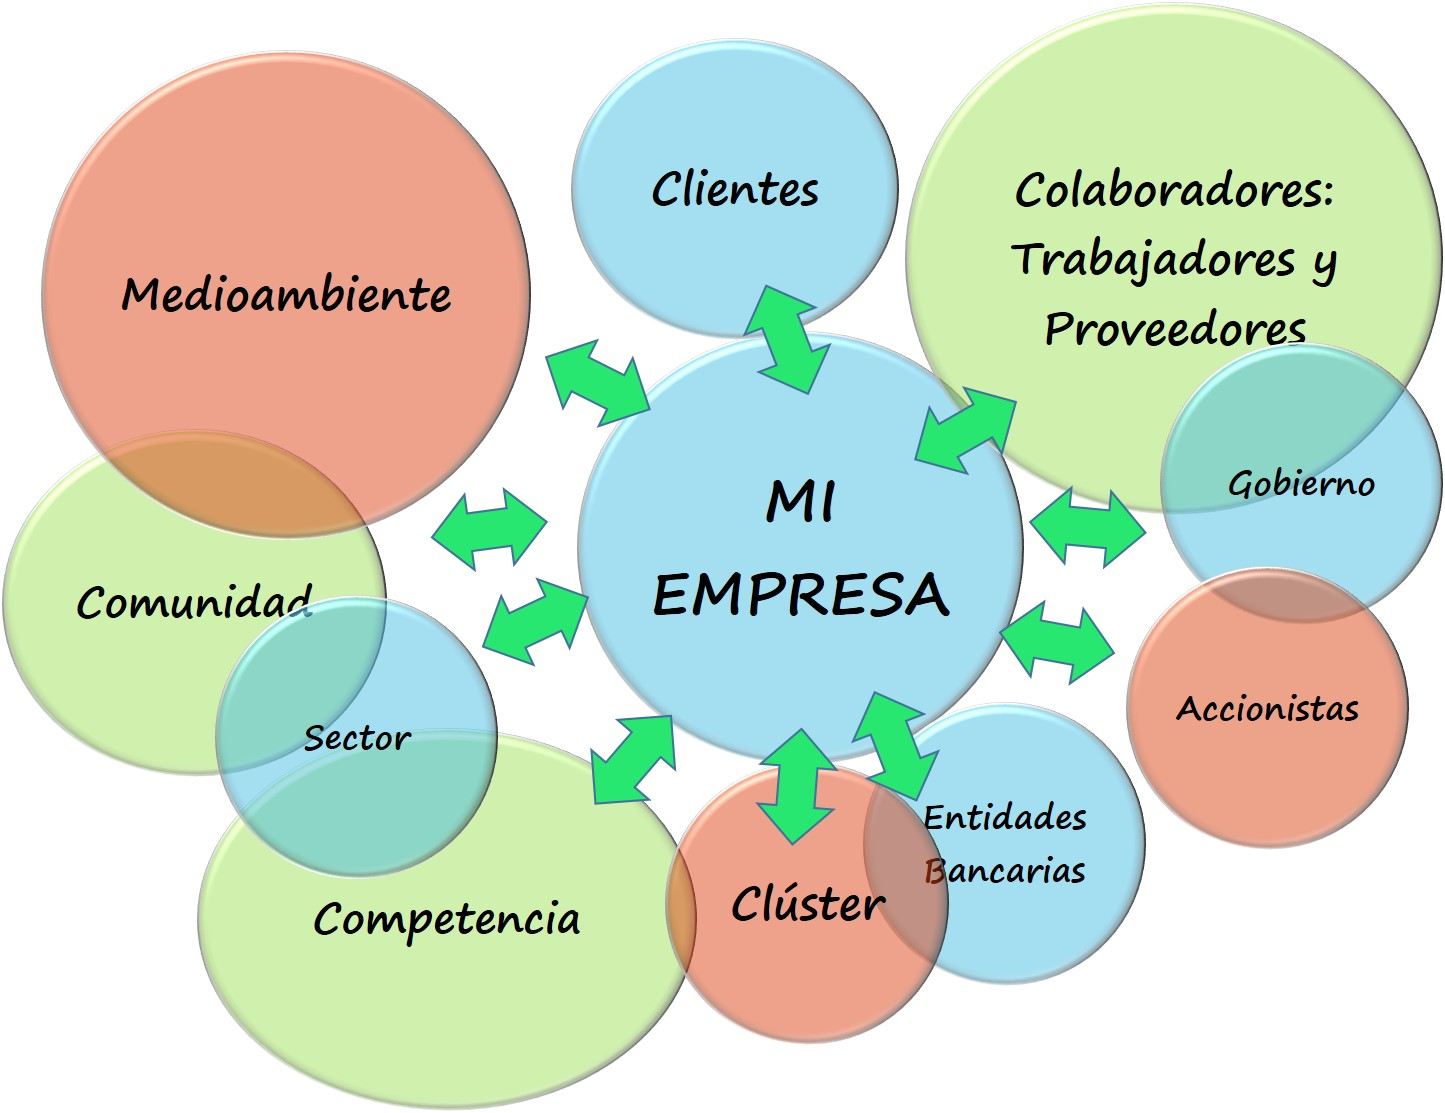 Clientes
Colaboradores:
Trabajadores y
Proveedores
Medioambiente
Gobierno
MI
EMPRESA
Comunidad
Accionistas
Sector
Entidades
Bancarias
Clúster
Competencia